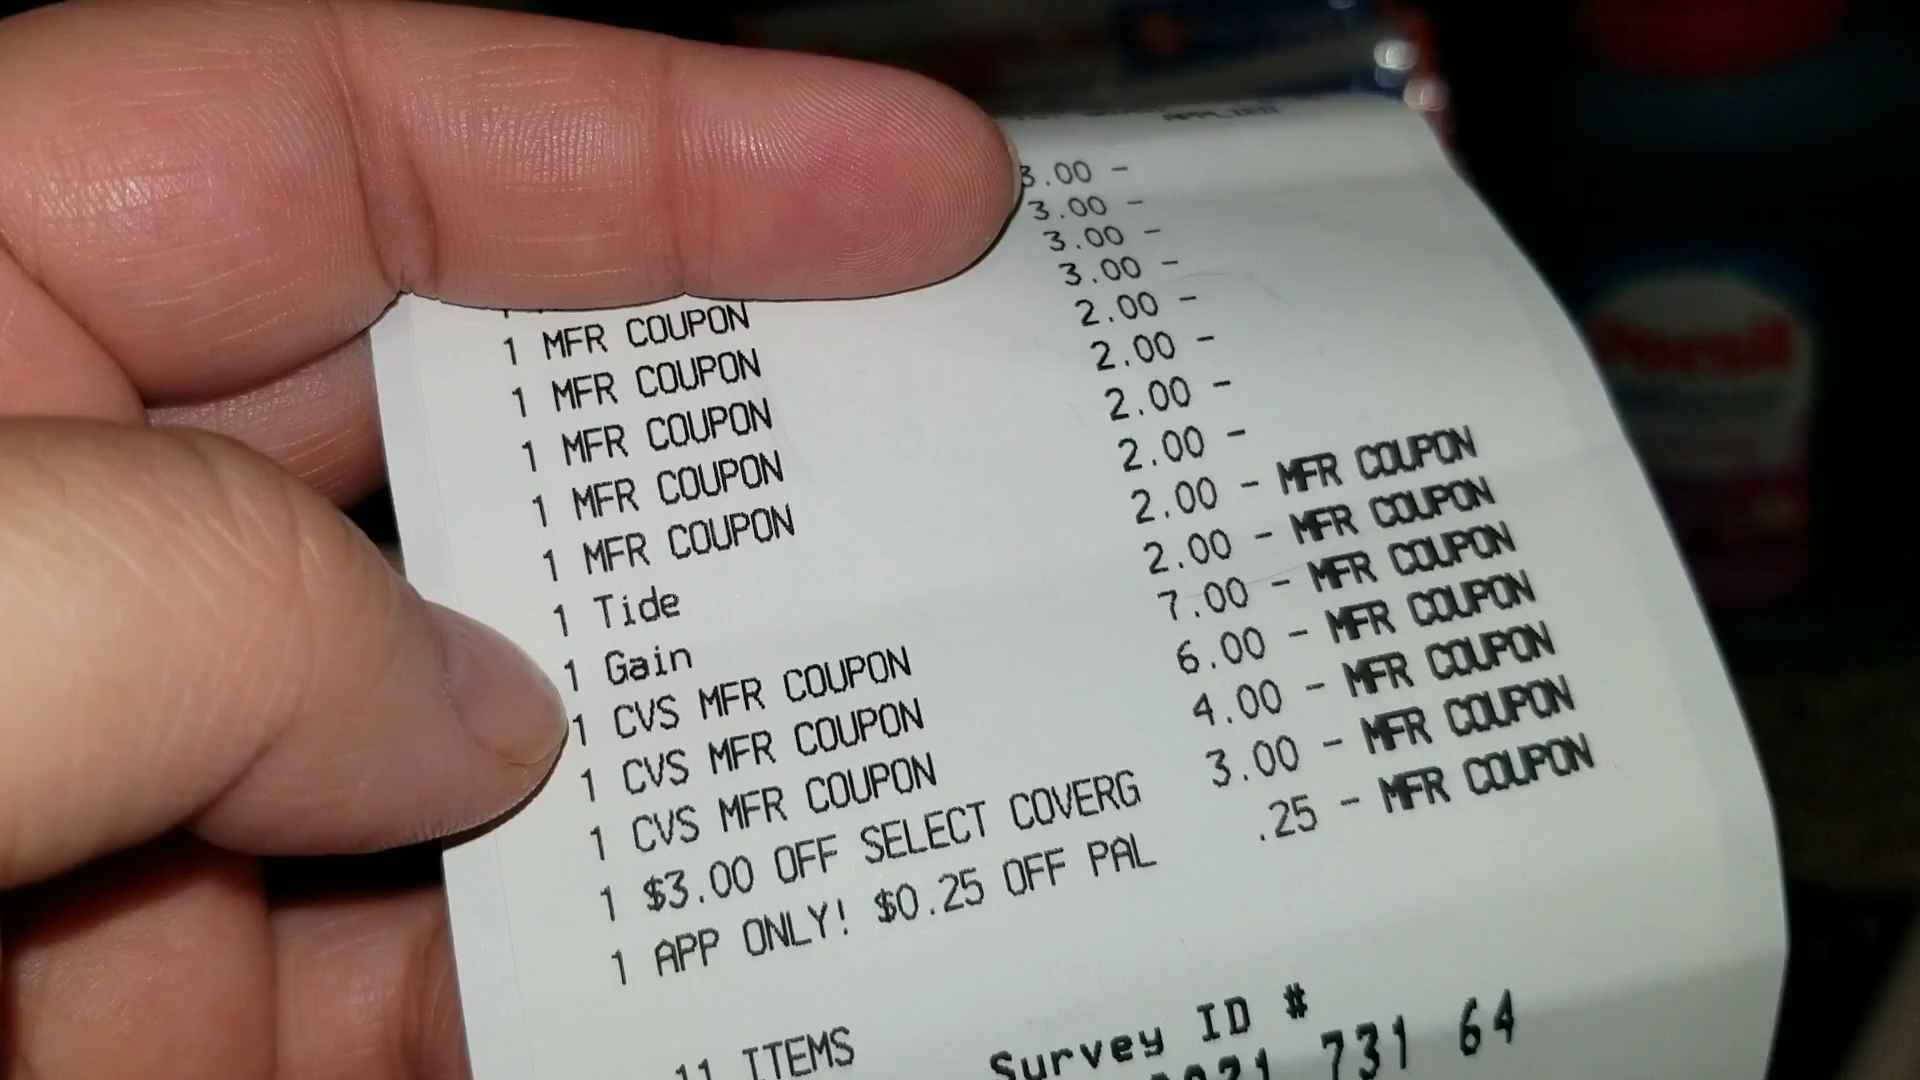 3.00 -
3.00 -
3.00 -
1 MFR COUPON 3.00 -
1 MFR COUPON 2.00 -
1 MFR COUPON 2.00 -
1 MFR COUPON 2.00 -
1 MFR COUPON 2.00 -
1 Tide 2.00 - MFR COUPON
1 Gain 2.00 - MFR COUPON
1 CVS MFR COUPON 7.00 - MFR COUPON
1 CVS MFR COUPON 6.00 - MFR COUPON
1 CVS MFR COUPON 4.00 - MFR COUPON
1 $3.00 OFF SELECT COVERG 3.00 - MFR COUPON
1 APP ONLY! $0.25 OFF PAL .25 - MFR COUPON
11 ITEMS
Survey ID #
731 64
Persil